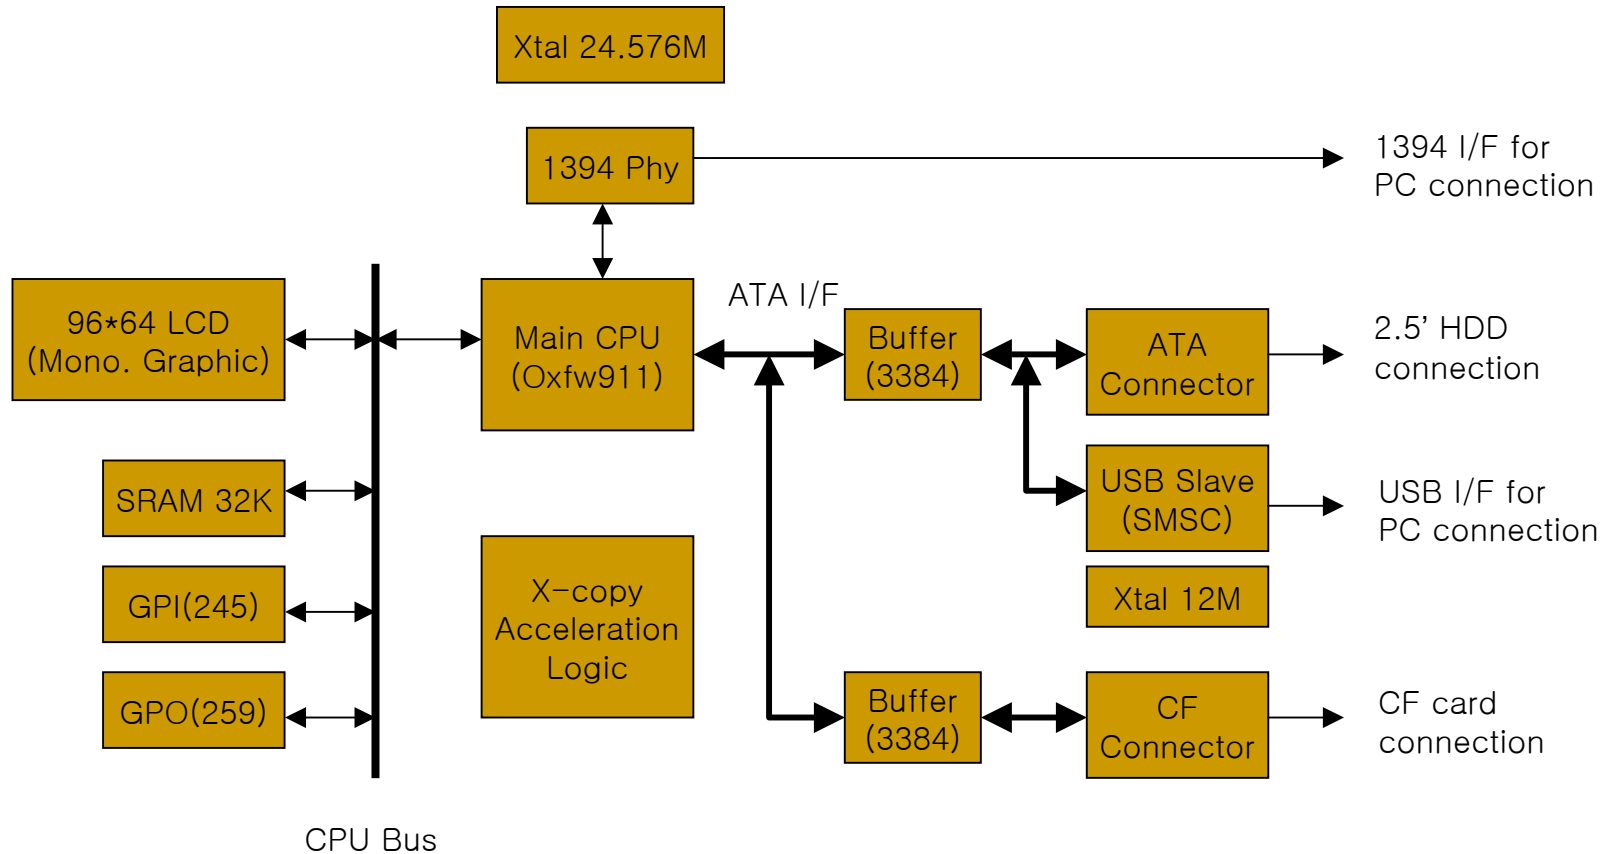 Xtal 24.576M
1394 Phy
1394 I/F for
PC connection
96*64 LCD
(Mono. Graphic)
Main CPU
(Oxfw911)
ATA I/F
Buffer
(3384)
ATA
Connector
2.5’ HDD
connection
SRAM 32K
USB Slave
(SMSC)
USB I/F for
PC connection
GPI(245)
X-copy
Acceleration
Logic
Xtal 12M
GPO(259)
Buffer
(3384)
CF
Connector
CF card
connection
CPU Bus